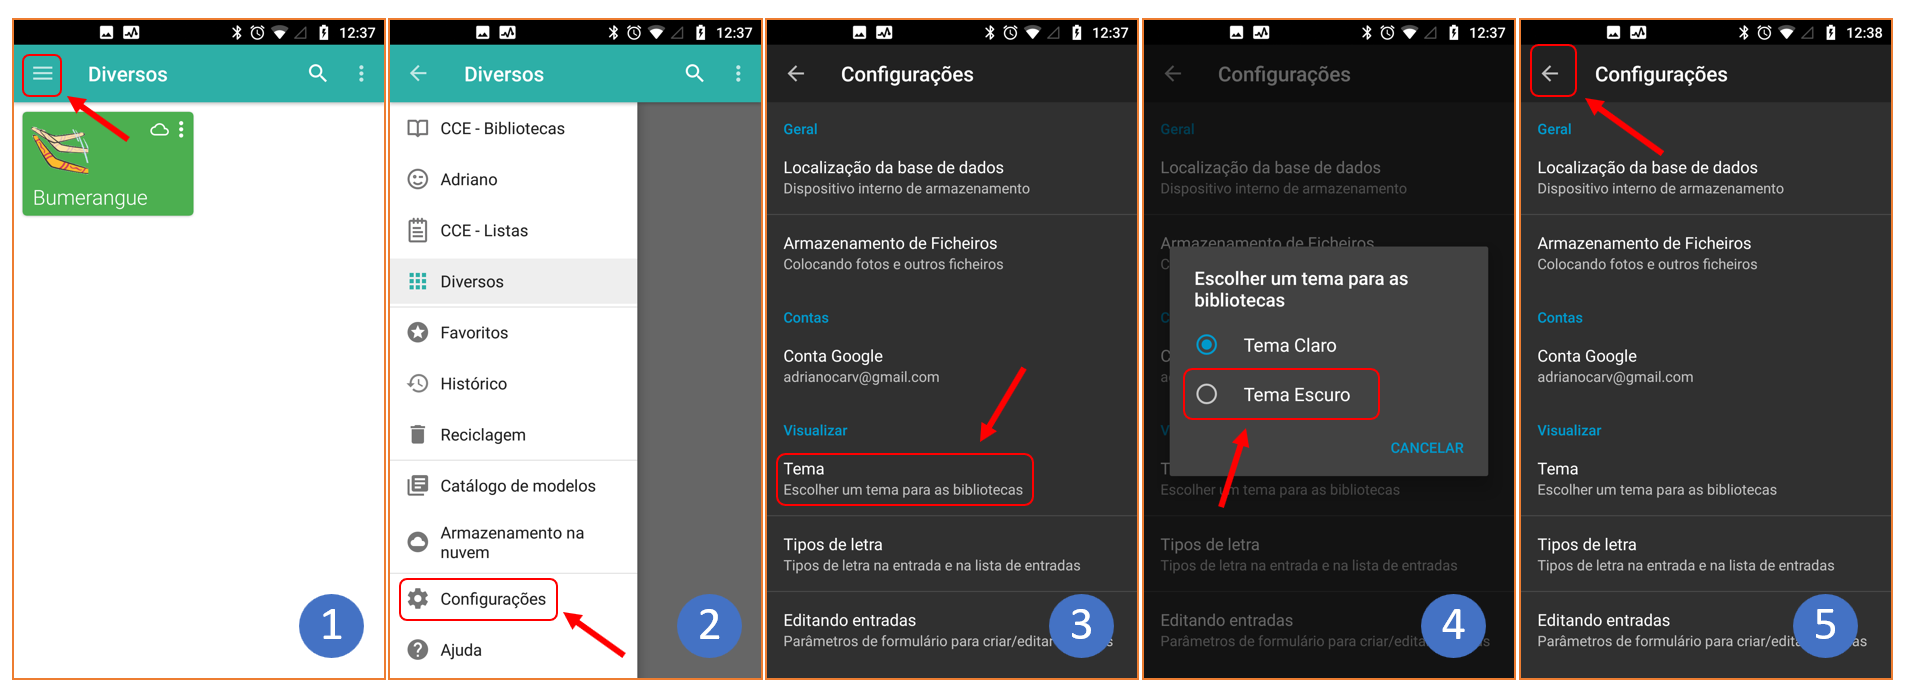 12:37
Diversos
Bumerangue
1
12:37
Diversos
CCE - Bibliotecas
Adriano
CCE - Listas
Diversos
Favoritos
Histórico
Reciclagem
Catálogo de modelos
Armazenamento na
nuvem
Configurações
Ajuda
2
12:37
Configurações
Geral
Localização da base de dados
Dispositivo interno de armazenamento
Armazenamento de Ficheiros
Colocando fotos e outros ficheiros
Contas
Conta Google
adrianocarv@gmail.com
Visualizar
Tema
Escolher um tema para as bibliotecas
Tipos de letra
Tipos de letra na entrada e na lista de entradas
Editando entradas
Parâmetros de formulário para criar/editar s
3
12:37
Configurações
Geral
Localização da base de dados
Dispositivo interno de armazenamento
Armazenamento de Ficheiros
Escolher um tema para as
bibliotecas
Tema Claro
Tema Escuro
CANCELAR
Escolher um tema para as bibliotecas
Tipos de letra
Tipos de letra na entrada e na lista de entradas
Editando entradas
Parâmetros de formulário para criar/edita as
4
12:38
Configurações
Geral
Localização da base de dados
Dispositivo interno de armazenamento
Armazenamento de Ficheiros
Colocando fotos e outros ficheiros
Contas
Conta Google
adrianocarv@gmail.com
Visualizar
Tema
Escolher um tema para as bibliotecas
Tipos de letra
Tipos de letra na entrada e na lista de entradas
Editando entradas
Parâmetros de formulário para criar/edita as
5